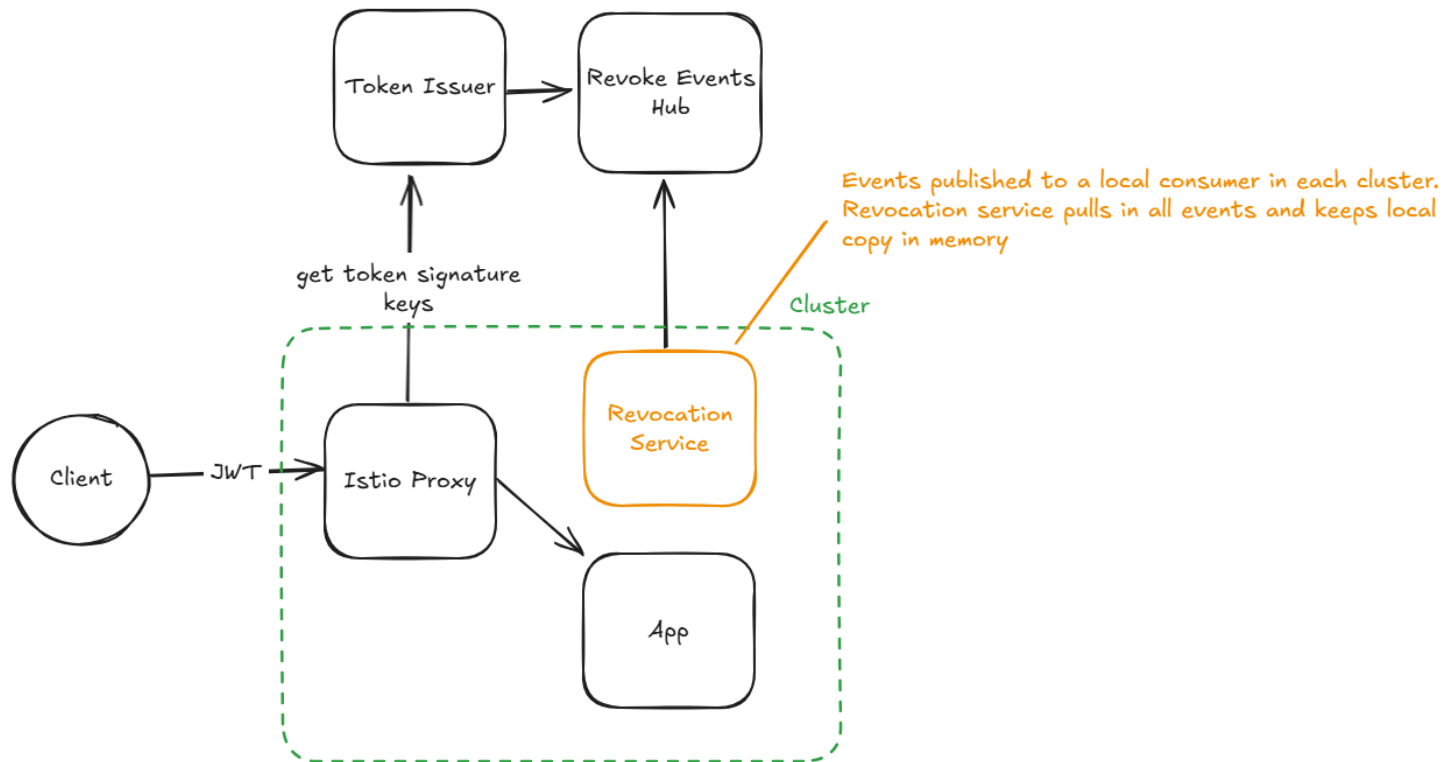 Token Issuer
Revoke Events
Hub
Events published to a local consumer in each cluster.
Revocation service pulls in all events and keeps local
copy in memory
get token signature
keys
Cluster
Revocation
Service
Client
JWT
Istio Proxy
App